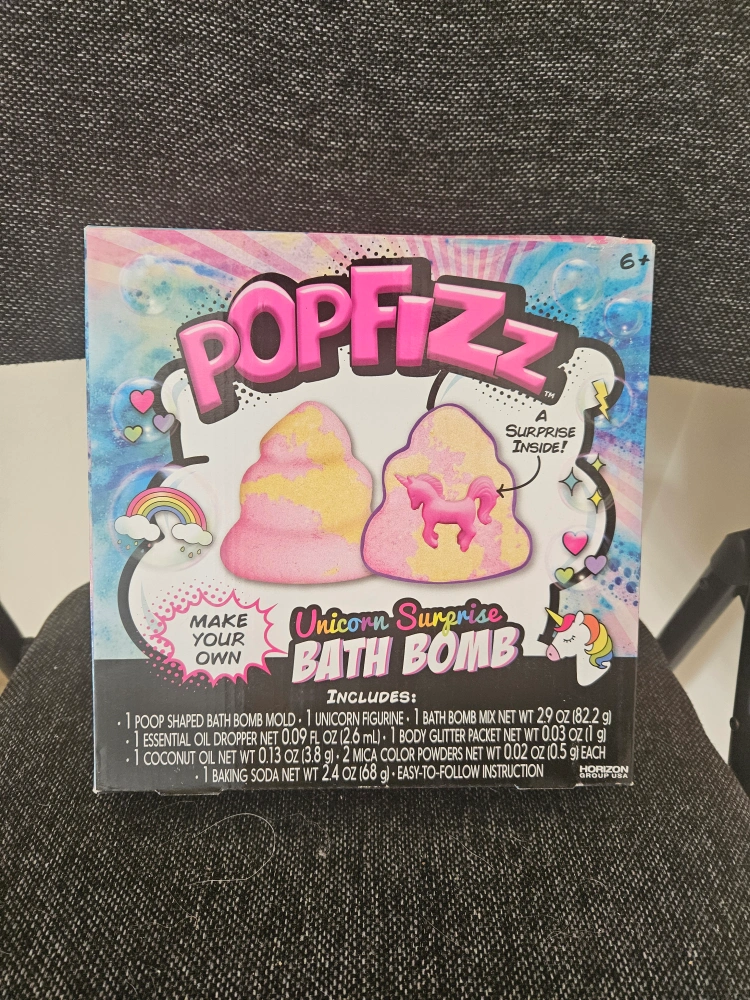 6+
POPFIZZ™
A
SURPRISE
INSIDE!
MAKE
YOUR
OWN
Unicorn Surprise
BATH BOMB
INCLUDES:
• 1 POOP SHAPED BATH BOMB MOLD • 1 UNICORN FIGURINE • 1 BATH BOMB MIX NET WT 2.9 OZ (82.2 g)
• 1 ESSENTIAL OIL DROPPER NET 0.09 FL OZ (2.6 mL) • 1 BODY GLITTER PACKET NET WT 0.03 OZ (1 g)
• 1 COCONUT OIL NET WT 0.13 OZ (3.8 g) • 2 MICA COLOR POWDERS NET WT 0.02 OZ (0.5 g) EACH
• 1 BAKING SODA NET WT 2.4 OZ (68 g) • EASY-TO-FOLLOW INSTRUCTION
HORIZON
GROUP USA